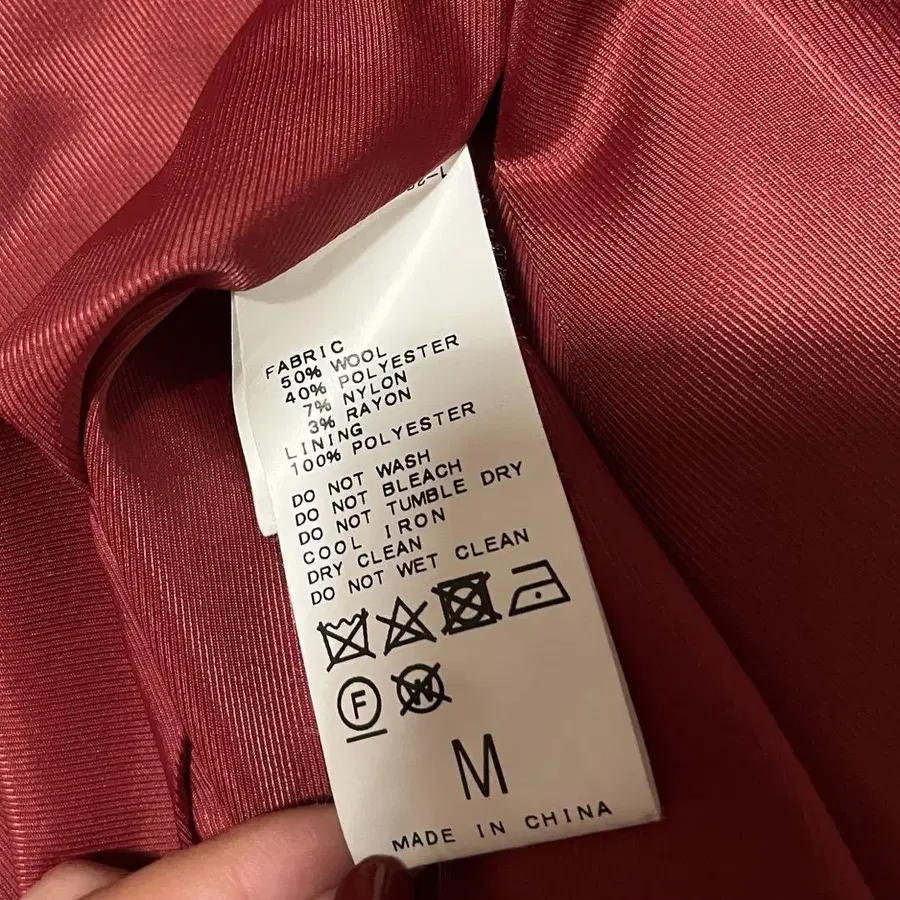 FABRIC
50% WOOL
40% POLYESTER
7% NYLON
3% RAYON
LINING
100% POLYESTER
DO NOT WASH
DO NOT BLEACH
DO NOT TUMBLE DRY
COOL IRON
DRY CLEAN
DO NOT WET CLEAN
F W
M
MADE IN CHINA